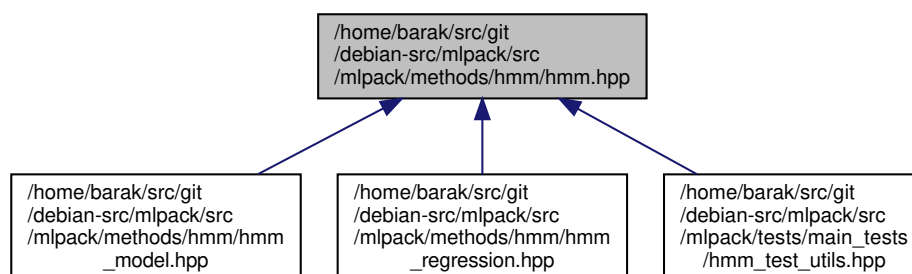 /home/barak/src/git
/debian-src/mlpack/src
/mlpack/methods/hmm/hmm.hpp
/home/barak/src/git
/debian-src/mlpack/src
/mlpack/methods/hmm/hmm
_model.hpp
/home/barak/src/git
/debian-src/mlpack/src
/mlpack/methods/hmm/hmm
_regression.hpp
/home/barak/src/git
/debian-src/mlpack/src
/mlpack/tests/main_tests
/hmm_test_utils.hpp